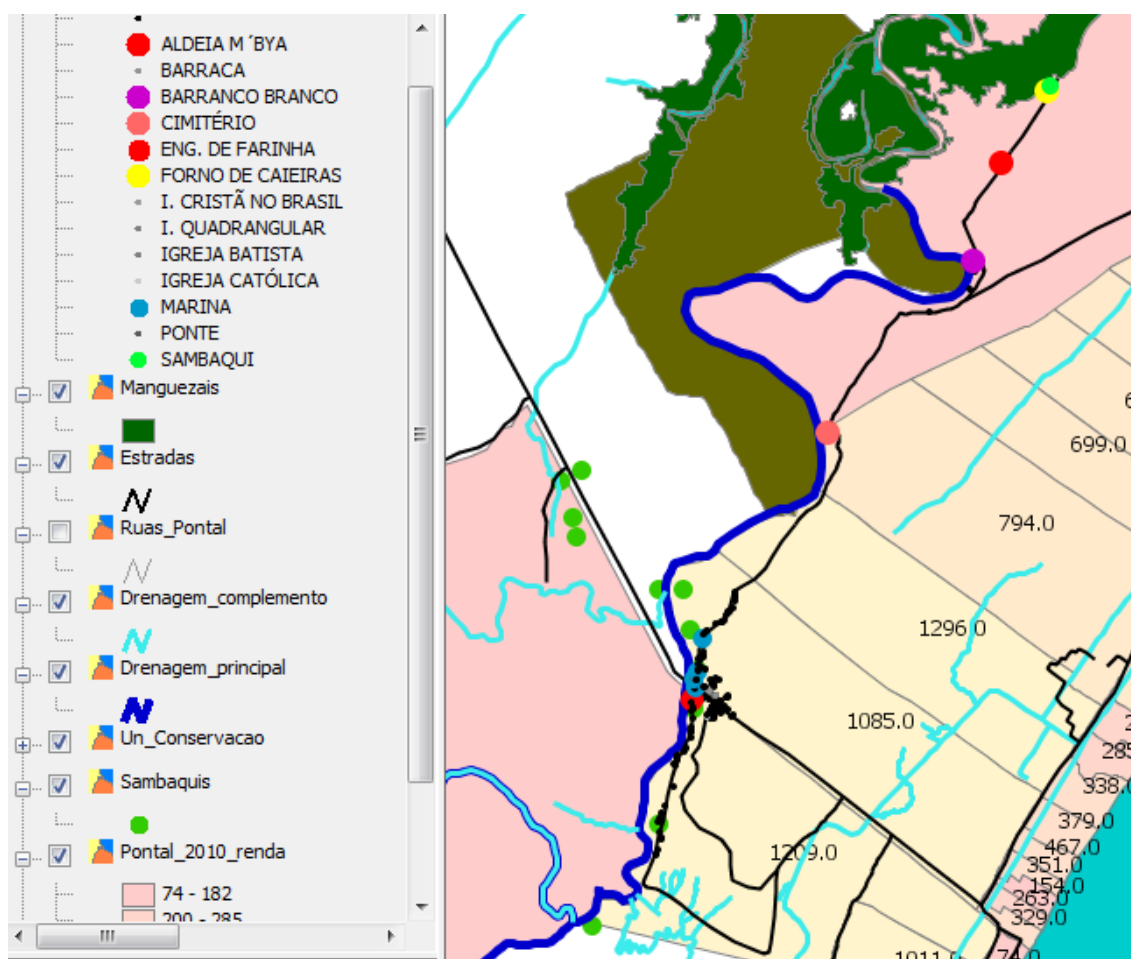 ALDEIA M ´BYA
BARRACA
BARRANCO BRANCO
CIMITÉRIO
ENG. DE FARINHA
FORNO DE CAIEIRAS
I. CRISTÃ NO BRASIL
I. QUADRANGULAR
IGREJA BATISTA
IGREJA CATÓLICA
MARINA
PONTE
SAMBAQUI
Manguezais
Estradas
Ruas_Pontal
Drenagem_complemento
Drenagem_principal
Un_Conservacao
Sambaquis
Pontal_2010_renda
74 - 182
200 - 285
699.0
794.0
1296.0
1085.0
338.0
379.0
1209.0
467.0
351.0
154.0
263.0
329.0